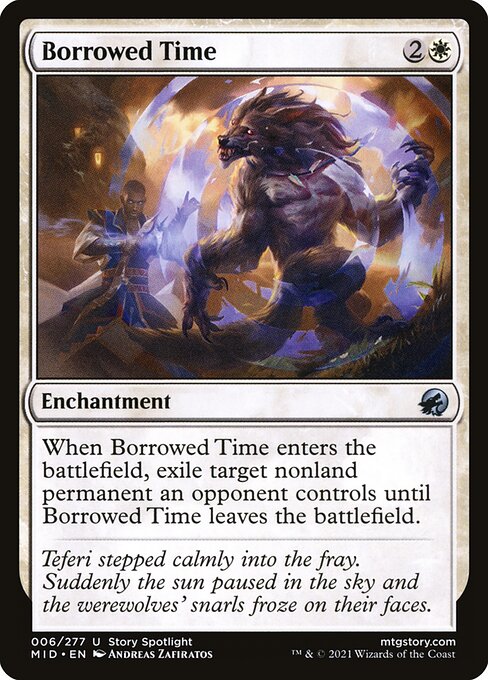 Borrowed Time 2
Enchantment
When Borrowed Time enters the
battlefield, exile target nonland
permanent an opponent controls until
Borrowed Time leaves the battlefield.
Teferi stepped calmly into the fray.
Suddenly the sun paused in the sky and
the werewolves' snarls froze on their faces.
006/277 U Story Spotlight
mtgstory.com
MID • EN Andreas Zafiratos
™ & © 2021 Wizards of the Coast